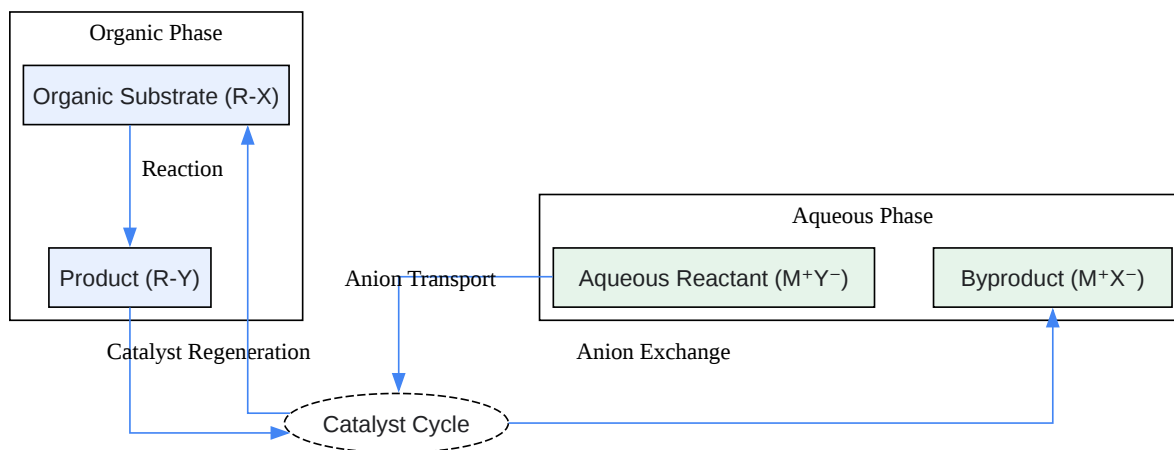 Organic Phase
Organic Substrate (R-X)
Reaction
Aqueous Phase
Product (R-Y)
Anion Transport
Aqueous Reactant (M⁺Y⁻)
Byproduct (M⁺X⁻)
Catalyst Regeneration
Anion Exchange
Catalyst Cycle